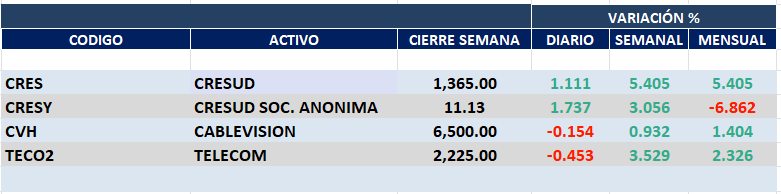 VARIACIÓN %
CODIGO ACTIVO CIERRE SEMANA DIARIO SEMANAL MENSUAL
CRES CRESUD 1,365.00 1.111 5.405 5.405
CRESY CRESUD SOC. ANONIMA 11.13 1.737 3.056 -6.862
CVH CABLEVISION 6,500.00 -0.154 0.932 1.404
TECO2 TELECOM 2,225.00 -0.453 3.529 2.326